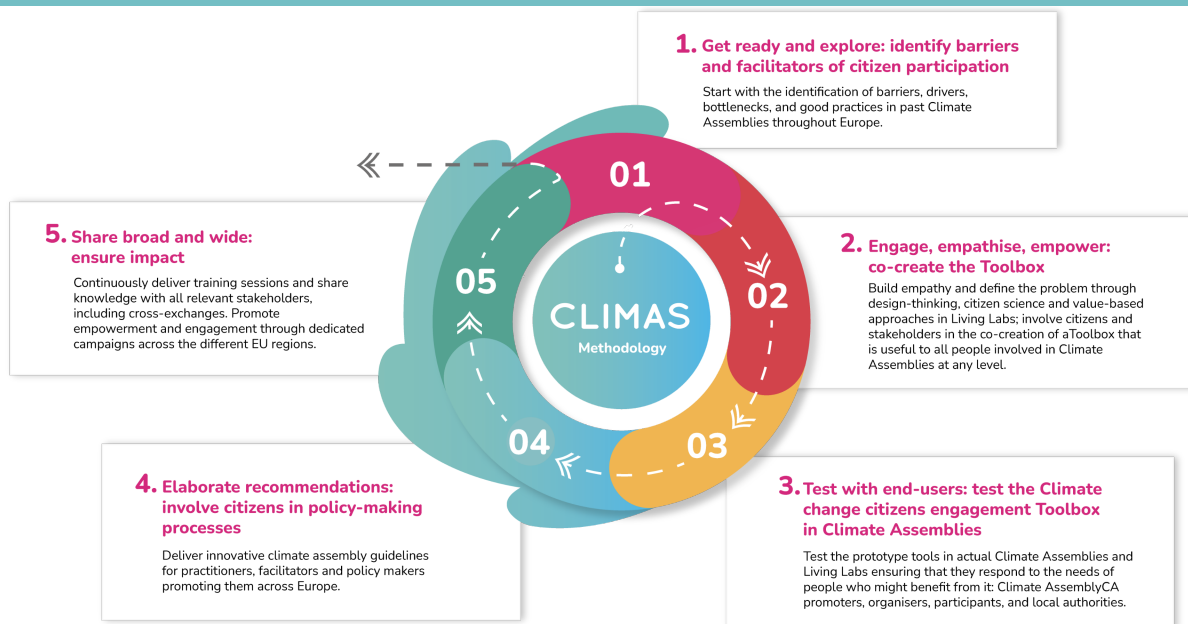 1. Get ready and explore: identify barriers
and facilitators of citizen participation
Start with the identification of barriers, drivers,
bottlenecks, and good practices in past Climate
Assemblies throughout Europe.
2. Engage, empathise, empower:
co-create the Toolbox
Build empathy and define the problem through
design-thinking, citizen science and value-based
approaches in Living Labs; involve citizens and
stakeholders in the co-creation of aToolbox that
is useful to all people involved in Climate
Assemblies at any level.
3. Test with end-users: test the Climate
change citizens engagement Toolbox
in Climate Assemblies
Test the prototype tools in actual Climate Assemblies and
Living Labs ensuring that they respond to the needs of
people who might benefit from it: Climate AssemblyCA
promoters, organisers, participants, and local authorities.
4. Elaborate recommendations:
involve citizens in policy-making
processes
Deliver innovative climate assembly guidelines
for practitioners, facilitators and policy makers
promoting them across Europe.
5. Share broad and wide:
ensure impact
Continuously deliver training sessions and share
knowledge with all relevant stakeholders,
including cross-exchanges. Promote
empowerment and engagement through dedicated
campaigns across the different EU regions.
01
02
03
04
05
CLIMAS
Methodology